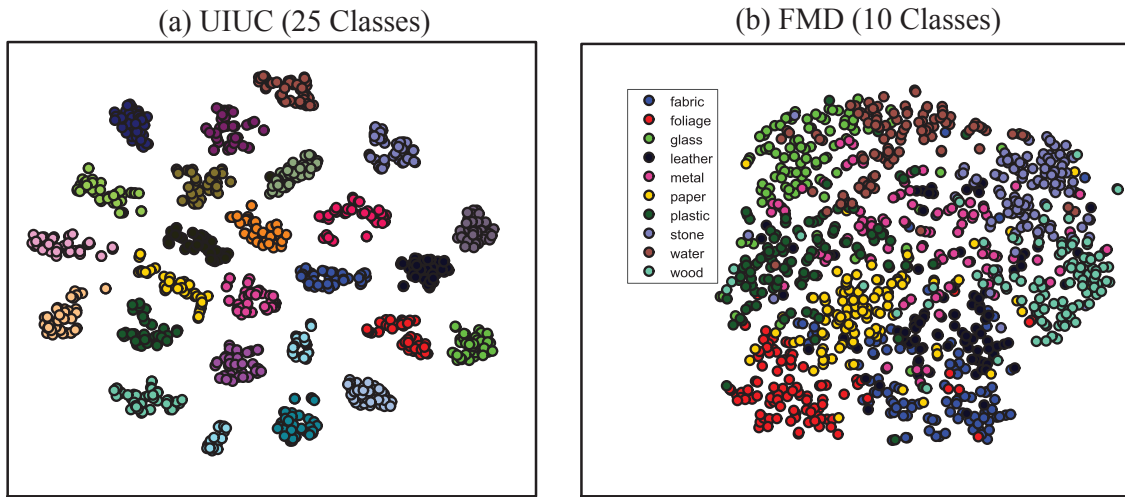 (a) UIUC (25 Classes)
(b) FMD (10 Classes)
fabric
foliage
glass
leather
metal
paper
plastic
stone
water
wood